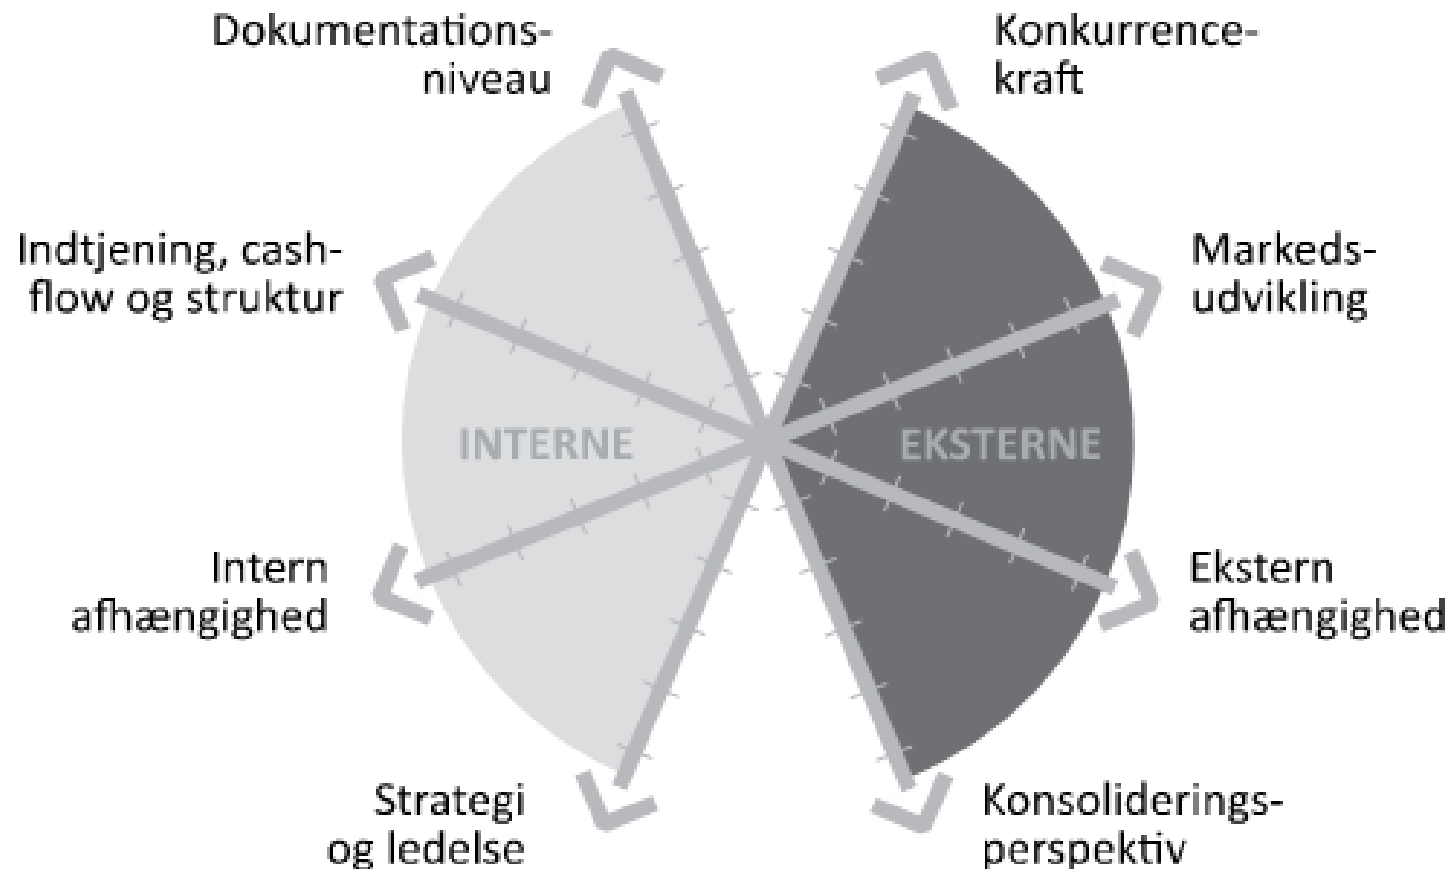 Dokumentations-
niveau
Konkurrence-
kraft
Indtjening, cash-
flow og struktur
Markeds-
udvikling
INTERNE
EKSTERNE
Intern
afhængighed
Ekstern
afhængighed
Strategi
og ledelse
Konsoliderings-
perspektiv